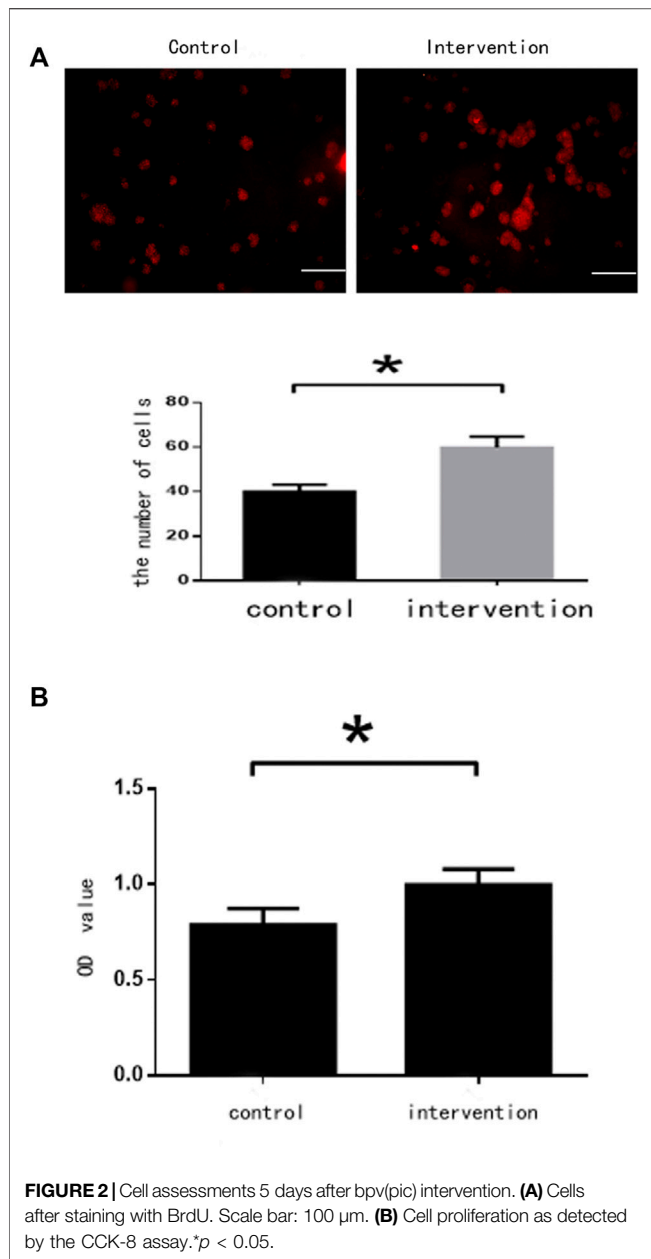 Control Intervention
A
*
80
60
40
20
0
the number of cells
control intervention
B
*
1.5
1.0
0.5
0.0
OD value
control intervention
FIGURE 2 | Cell assessments 5 days after bpv(pic) intervention. (A) Cells
after staining with BrdU. Scale bar: 100 µm. (B) Cell proliferation as detected
by the CCK-8 assay.*p < 0.05.